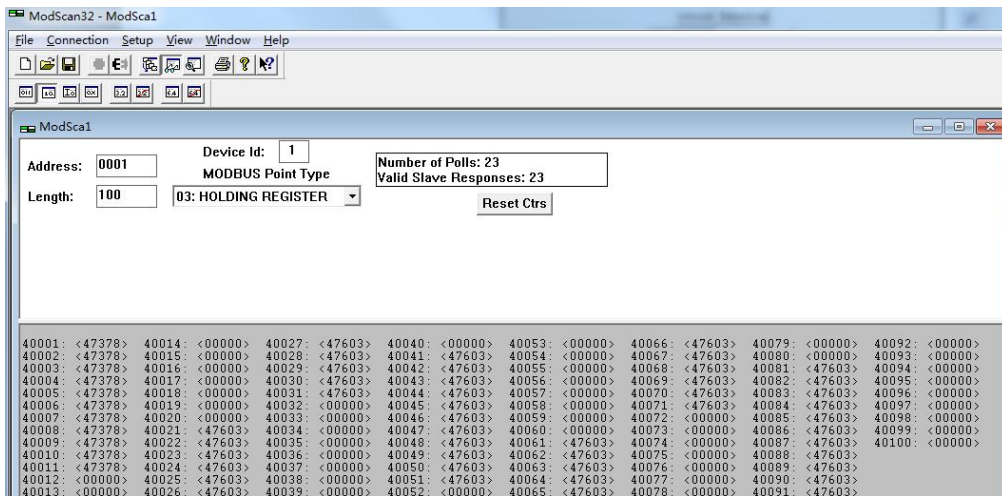 ModScan32 - ModSca1
File Connection Setup View Window Help
ModSca1
Address: 0001
Device Id: 1
MODBUS Point Type
Length: 100
03: HOLDING REGISTER
Number of Polls: 23
Valid Slave Responses: 23
Reset Ctrs
40001: <47378> 40014: <00000> 40027: <47603> 40040: <00000> 40053: <00000> 40066: <47603> 40079: <00000> 40092: <00000>
40002: <47378> 40015: <00000> 40028: <47603> 40041: <47603> 40054: <00000> 40067: <47603> 40080: <00000> 40093: <00000>
40003: <47378> 40016: <00000> 40029: <47603> 40042: <47603> 40055: <00000> 40068: <47603> 40081: <47603> 40094: <00000>
40004: <47378> 40017: <00000> 40030: <47603> 40043: <47603> 40056: <00000> 40069: <47603> 40082: <47603> 40095: <00000>
40005: <47378> 40018: <00000> 40031: <47603> 40044: <47603> 40057: <00000> 40070: <47603> 40083: <47603> 40096: <00000>
40006: <47378> 40019: <00000> 40032: <00000> 40045: <47603> 40058: <00000> 40071: <47603> 40084: <47603> 40097: <00000>
40007: <47378> 40020: <00000> 40033: <00000> 40046: <47603> 40059: <00000> 40072: <00000> 40085: <47603> 40098: <00000>
40008: <47378> 40021: <47603> 40034: <00000> 40047: <47603> 40060: <00000> 40073: <00000> 40086: <47603> 40099: <00000>
40009: <47378> 40022: <47603> 40035: <00000> 40048: <47603> 40061: <47603> 40074: <00000> 40087: <47603> 40100: <00000>
40010: <47378> 40023: <47603> 40036: <00000> 40049: <47603> 40062: <47603> 40075: <00000> 40088: <47603>
40011: <47378> 40024: <47603> 40037: <00000> 40050: <47603> 40063: <47603> 40076: <00000> 40089: <47603>
40012: <00000> 40025: <47603> 40038: <00000> 40051: <47603> 40064: <47603> 40077: <00000> 40090: <47603>
40013: <00000> 40026: <47603> 40039: <00000> 40052: <00000> 40065: <47603> 40078: <00000> 40091: <47603>